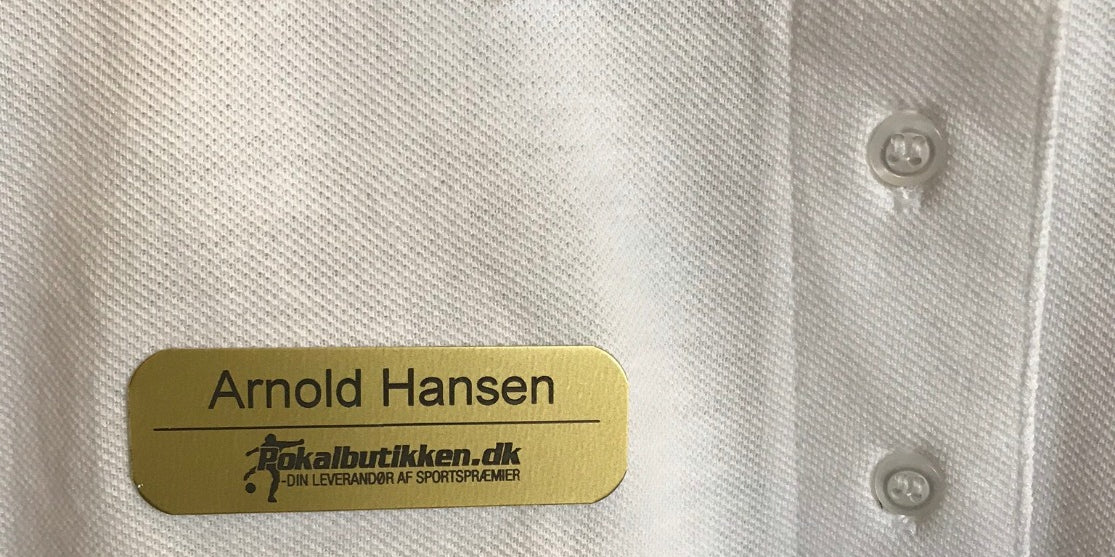 Arnold Hansen
Pokalbutikken.dk
-DIN LEVERANDØR AF SPORTSPRÆMIER